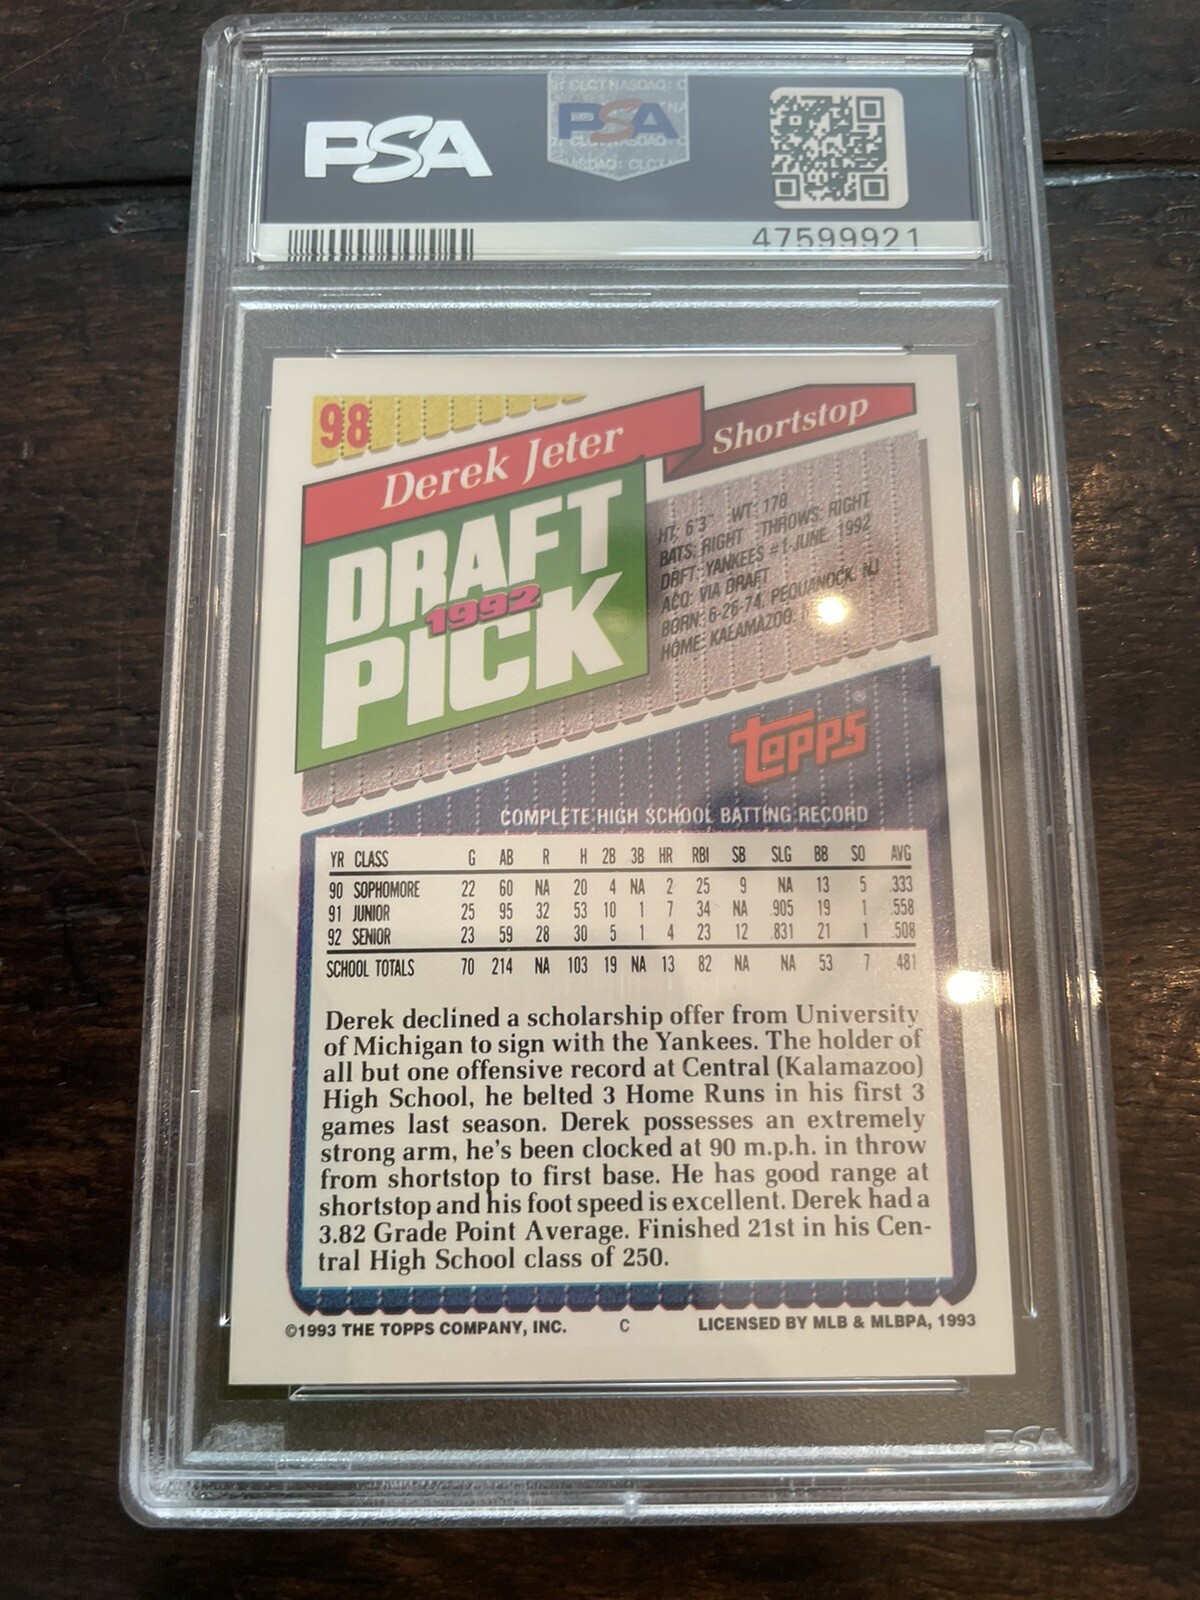 PSA
PSA
47599921
98
Derek Jeter
Shortstop
DRAFT
1992
PICK
HT: 6'3" WT: 178
BATS: RIGHT THROWS: RIGHT
DRFT: YANKEES #1-JUNE, 1992
ACQ: VIA DRAFT
BORN: 6-26-74, PEQUANOCK, NJ
HOME: KALAMAZOO,
topps®
COMPLETE HIGH SCHOOL BATTING RECORD
YR CLASS G AB R H 2B 3B HR RBI SB SLG BB SO AVG
90 SOPHOMORE 22 60 NA 20 4 NA 2 25 9 NA 13 5 .333
91 JUNIOR 25 95 32 53 10 1 7 34 NA .905 19 1 .558
92 SENIOR 23 59 28 30 5 1 4 23 12 .831 21 1 .508
SCHOOL TOTALS 70 214 NA 103 19 NA 13 82 NA NA 53 7 .481
Derek declined a scholarship offer from University
of Michigan to sign with the Yankees. The holder of
all but one offensive record at Central (Kalamazoo)
High School, he belted 3 Home Runs in his first 3
games last season. Derek possesses an extremely
strong arm, he's been clocked at 90 m.p.h. in throw
from shortstop to first base. He has good range at
shortstop and his foot speed is excellent. Derek had a
3.82 Grade Point Average. Finished 21st in his Cen-
tral High School class of 250.
©1993 THE TOPPS COMPANY, INC. C LICENSED BY MLB & MLBPA, 1993
PSA